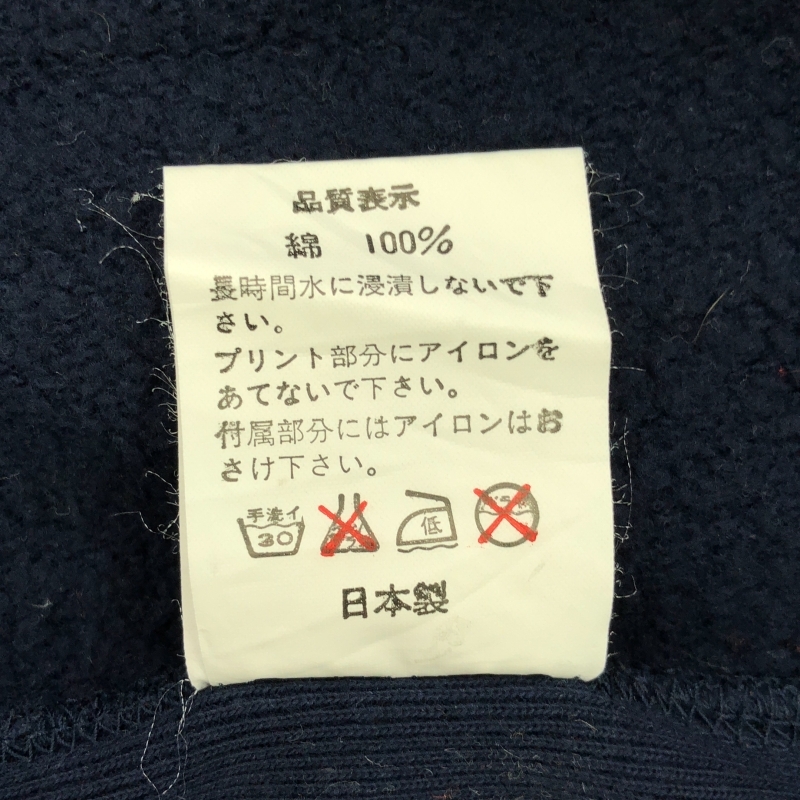 品質表示
綿 100%
長時間水に浸漬しないで下
さい。
プリント部分にアイロンを
あてないで下さい。
付属部分にはアイロンはお
さけ下さい。
手洗イ
30
低
日本製